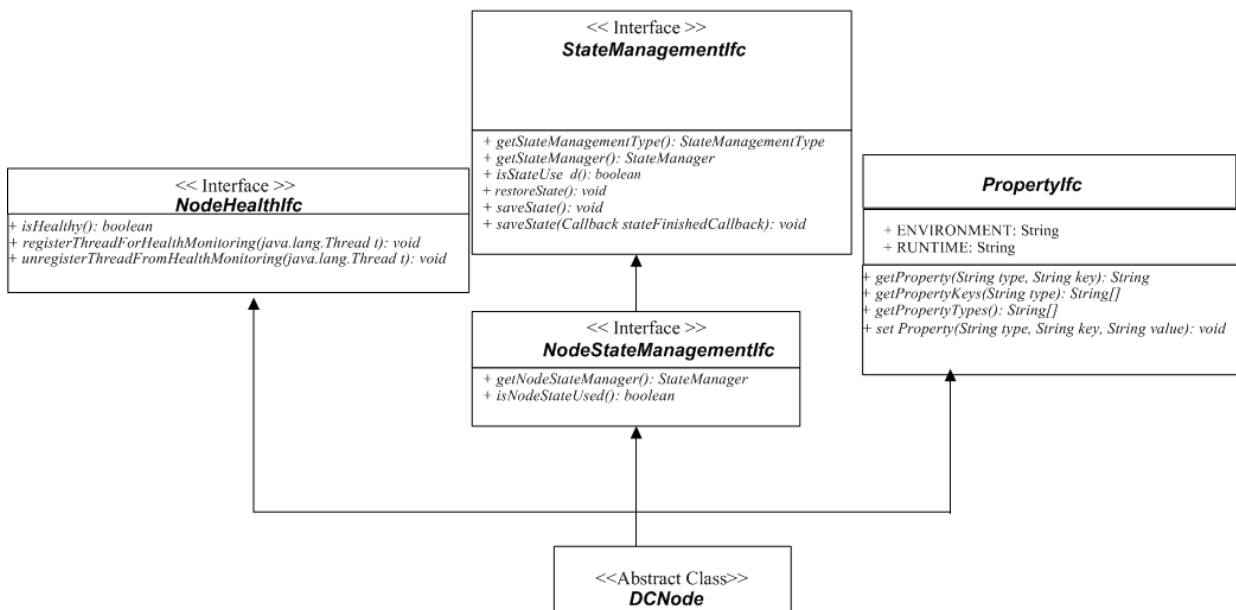 << Interface >>
StateManagementIfc
+ getStateManagementType(): StateManagementType
+ getStateManager(): StateManager
+ isStateUse d(): boolean
+ restoreState(): void
+ saveState(): void
+ saveState(Callback stateFinishedCallback): void
<< Interface >>
NodeHealthIfc
+ isHealthy(): boolean
+ registerThreadForHealthMonitoring(java.lang.Thread t): void
+ unregisterThreadFromHealthMonitoring(java.lang.Thread t): void
PropertyIfc
+ ENVIRONMENT: String
+ RUNTIME: String
+ getProperty(String type, String key): String
+ getPropertyKeys(String type): String[]
+ getPropertyTypes(): String[]
+ set Property(String type, String key, String value): void
<< Interface >>
NodeStateManagementIfc
+ getNodeStateManager(): StateManager
+ isNodeStateUsed(): boolean
<<Abstract Class>>
DCNode